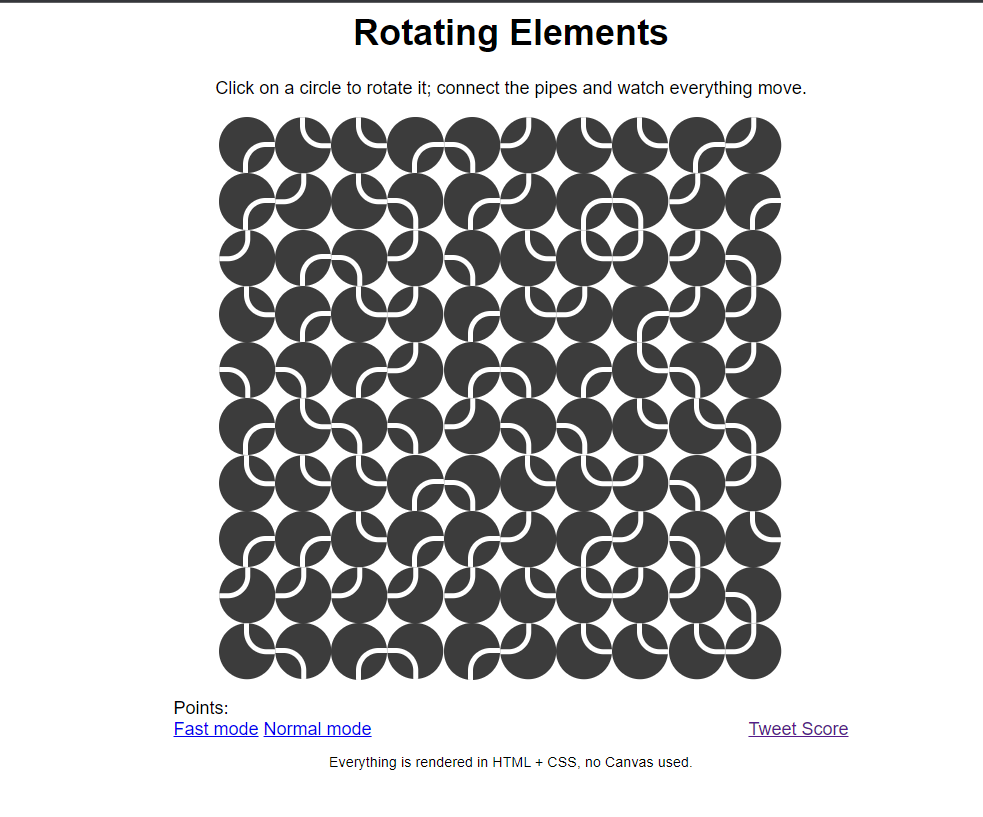 Rotating Elements
Click on a circle to rotate it; connect the pipes and watch everything move.
Points:
Fast mode Normal mode Tweet Score
Everything is rendered in HTML + CSS, no Canvas used.